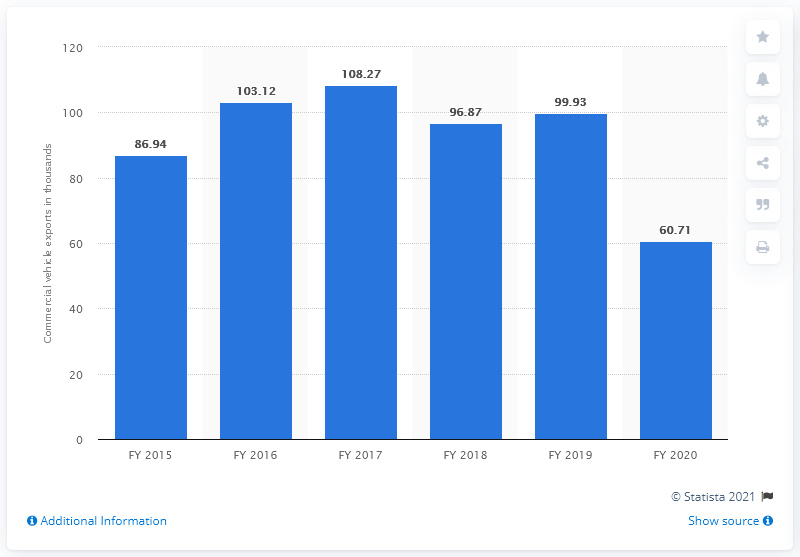 120
100
80
60
40
20
0
Commercial vehicle exports in thousands
86.94
103.12
108.27
96.87
99.93
60.71
FY 2015
FY 2016
FY 2017
FY 2018
FY 2019
FY 2020
© Statista 2021
Additional Information
Show source